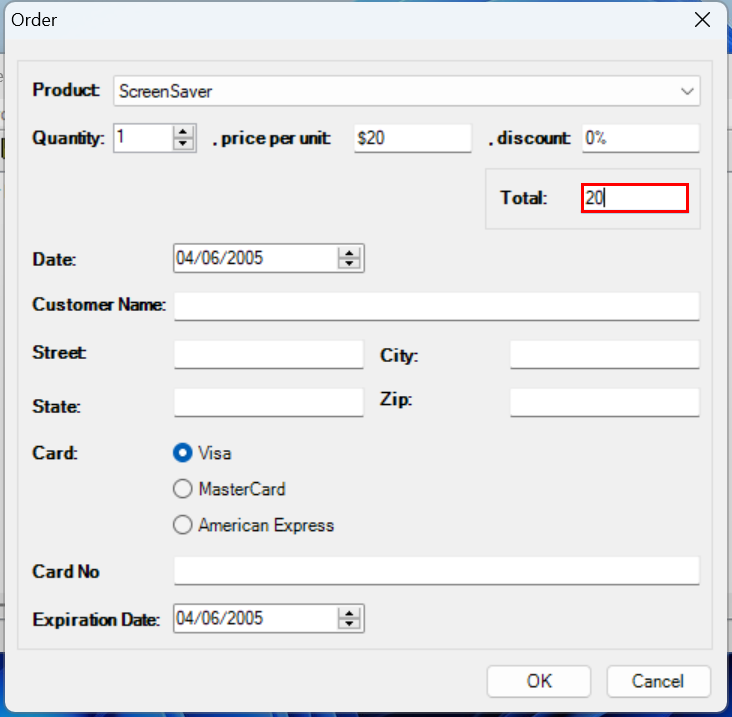 Order
Product: ScreenSaver
Quantity: 1 , price per unit: $20 , discount: 0%
Total: 20
Date: 04/06/2005
Customer Name:
Street: City:
State: Zip:
Card: Visa
MasterCard
American Express
Card No
Expiration Date: 04/06/2005
OK Cancel